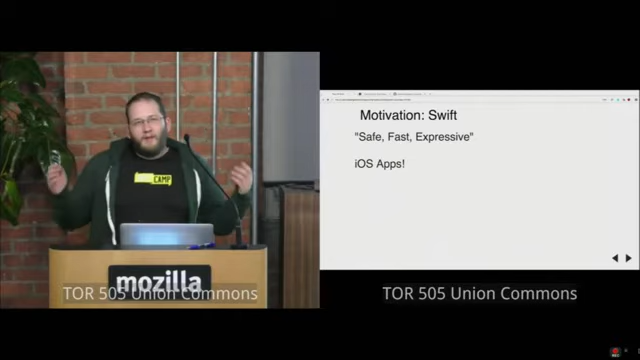 CAMP
mozilla
TOR 505 Union Commons
Motivation: Swift
"Safe, Fast, Expressive"
iOS Apps!
TOR 505 Union Commons